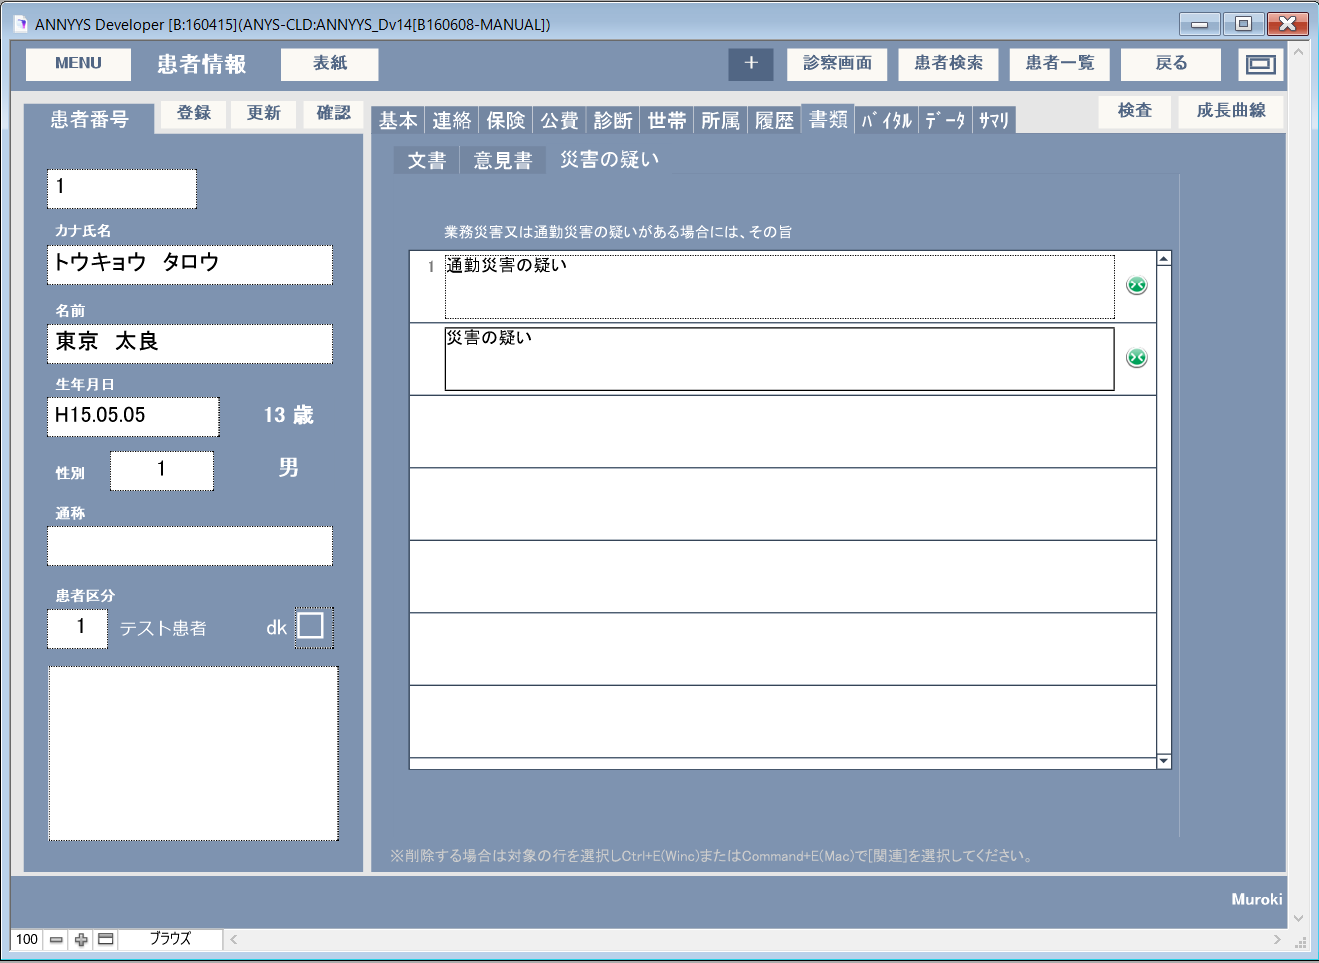 ANNYYS Developer [B:160415](ANYS-CLD:ANNYYS_Dv14[B160608-MANUAL])
MENU 患者情報 表紙 + 診察画面 患者検索 患者一覧 戻る
患者番号 登録 更新 確認 基本 連絡 保険 公費 診断 世帯 所属 履歴 書類 ﾊﾞｲﾀﾙ ﾃﾞｰﾀ ｻﾏﾘ 検査 成長曲線
文書 意見書 災害の疑い
1
カナ氏名
トウキョウ　タロウ
名前
東京　太良
生年月日
H15.05.05 13 歳
性別 1 男
通称
患者区分
1 テスト患者 dk
業務災害又は通勤災害の疑いがある場合には、その旨
1 通勤災害の疑い
災害の疑い
※削除する場合は対象の行を選択しCtrl+E(Winc)またはCommand+E(Mac)で[関連]を選択してください。
Muroki
100 ブラウズ